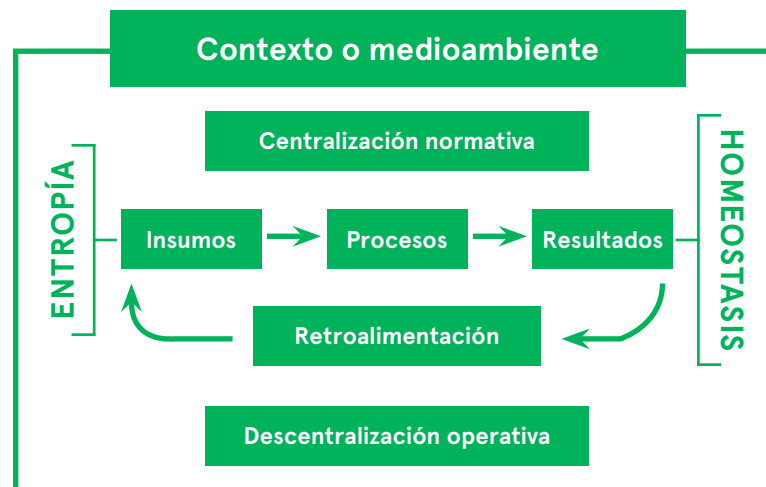 Contexto o medioambiente
Centralización normativa
ENTROPÍA
Insumos
Procesos
Resultados
HOMEOSTASIS
Retroalimentación
Descentralización operativa